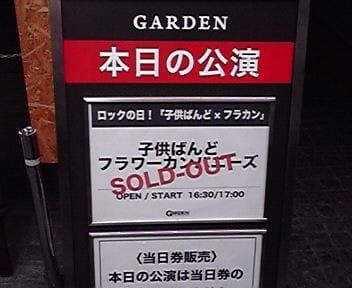 GARDEN
本日の公演
ロックの日!「子供ばんど×フラカン」
子供ばんど
フラワーカンパニーズ
SOLD-OUT
OPEN / START 16:30/17:00
GARDEN
〈当日券販売〉
本日の公演は当日券の